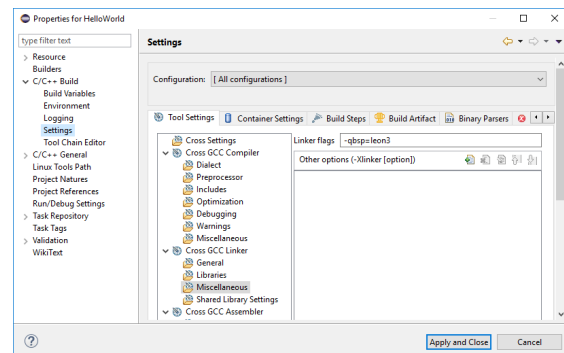 Properties for HelloWorld
type filter text
Resource
Builders
C/C++ Build
Build Variables
Environment
Logging
Settings
Tool Chain Editor
C/C++ General
Linux Tools Path
Project Natures
Project References
Run/Debug Settings
Task Repository
Task Tags
Validation
WikiText
Settings
Configuration: [ All configurations ]
Tool Settings Container Settings Build Steps Build Artifact Binary Parsers
Cross Settings
Cross GCC Compiler
Dialect
Preprocessor
Includes
Optimization
Debugging
Warnings
Miscellaneous
Cross GCC Linker
General
Libraries
Miscellaneous
Shared Library Settings
Cross GCC Assembler
Linker flags -qbsp=leon3
Other options (-Xlinker [option])
Apply and Close Cancel